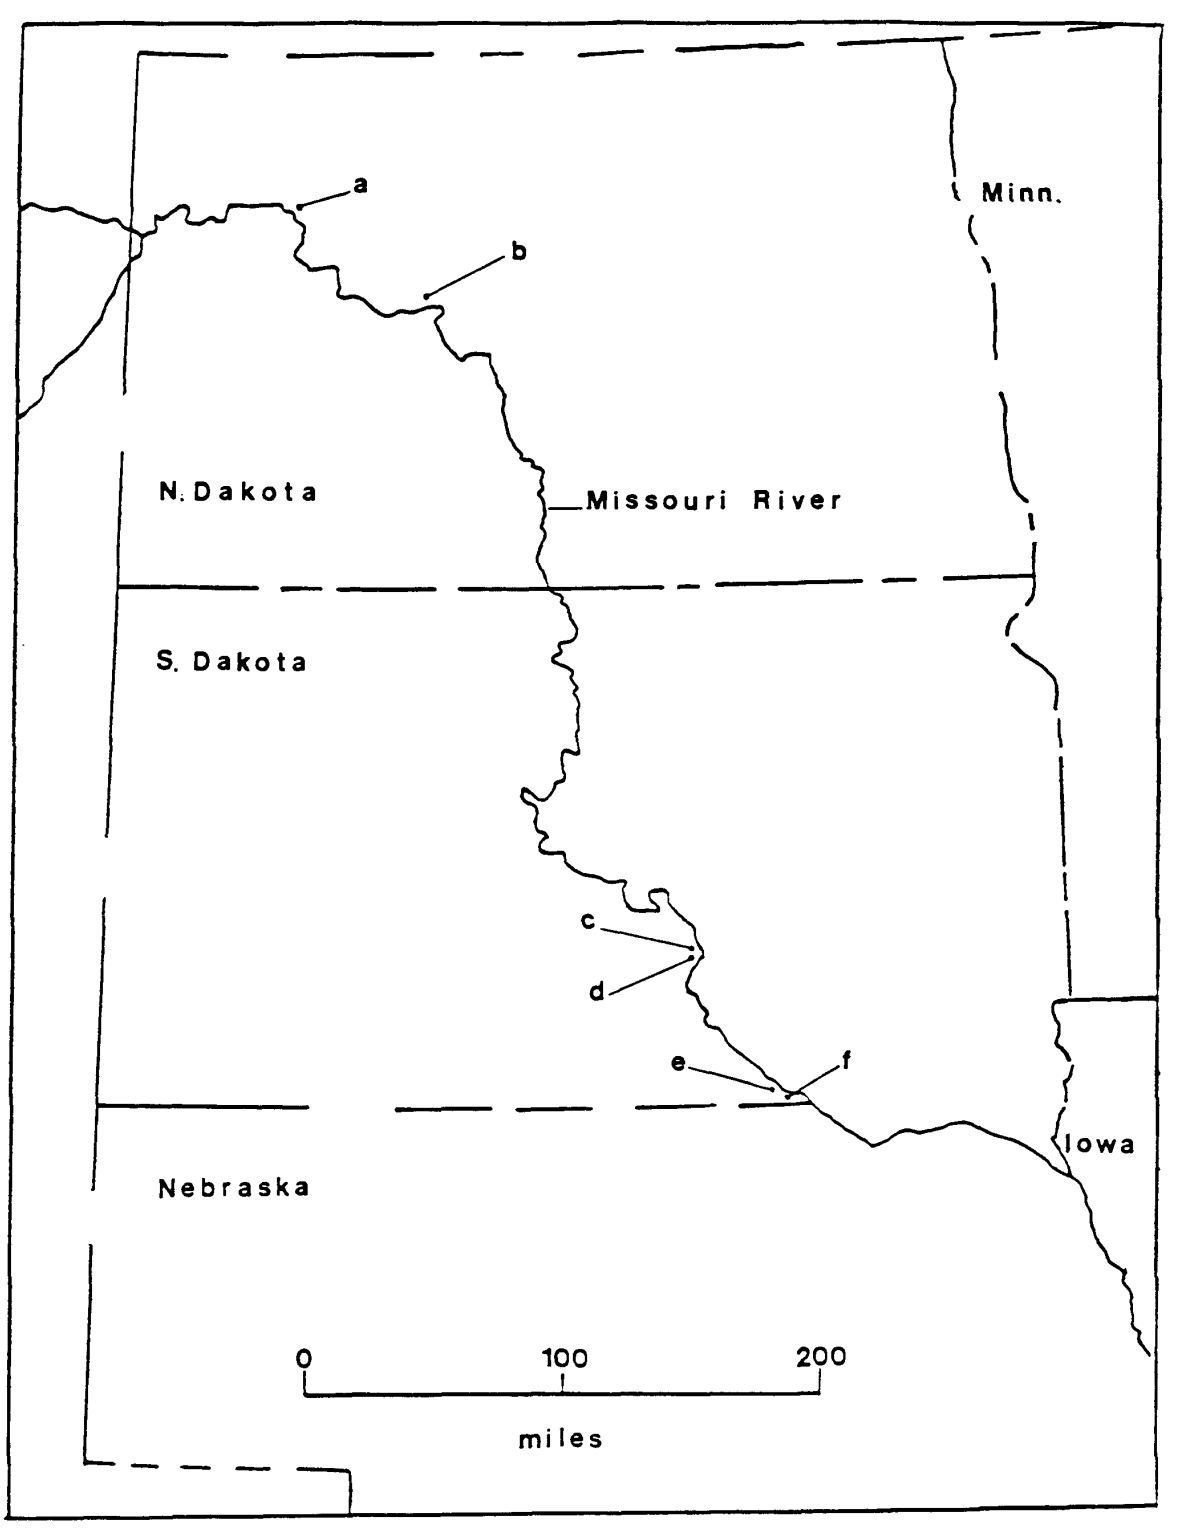 a
b
Minn.
N. Dakota
Missouri River
S. Dakota
c
d
e
f
Iowa
Nebraska
0 100 200
miles